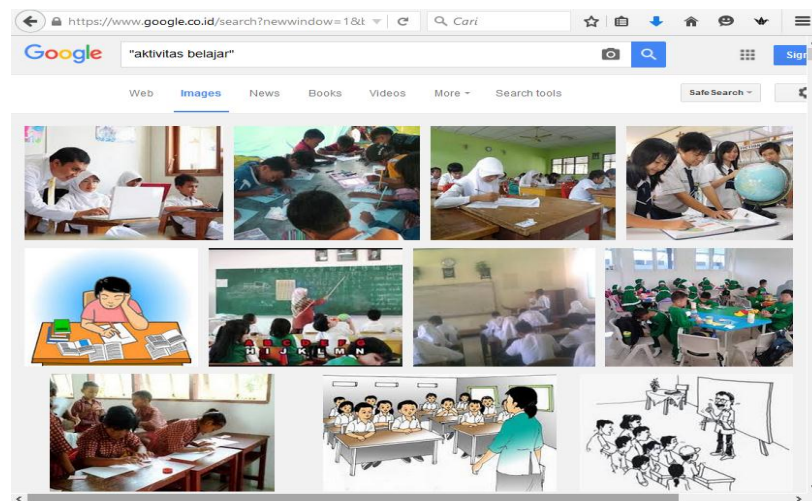 https://www.google.co.id/search?newwindow=1&
Cari
Google
"aktivitas belajar"
Sign
Web Images News Books Videos More Search tools
SafeSearch
A B C D E F G
H I J K L M N